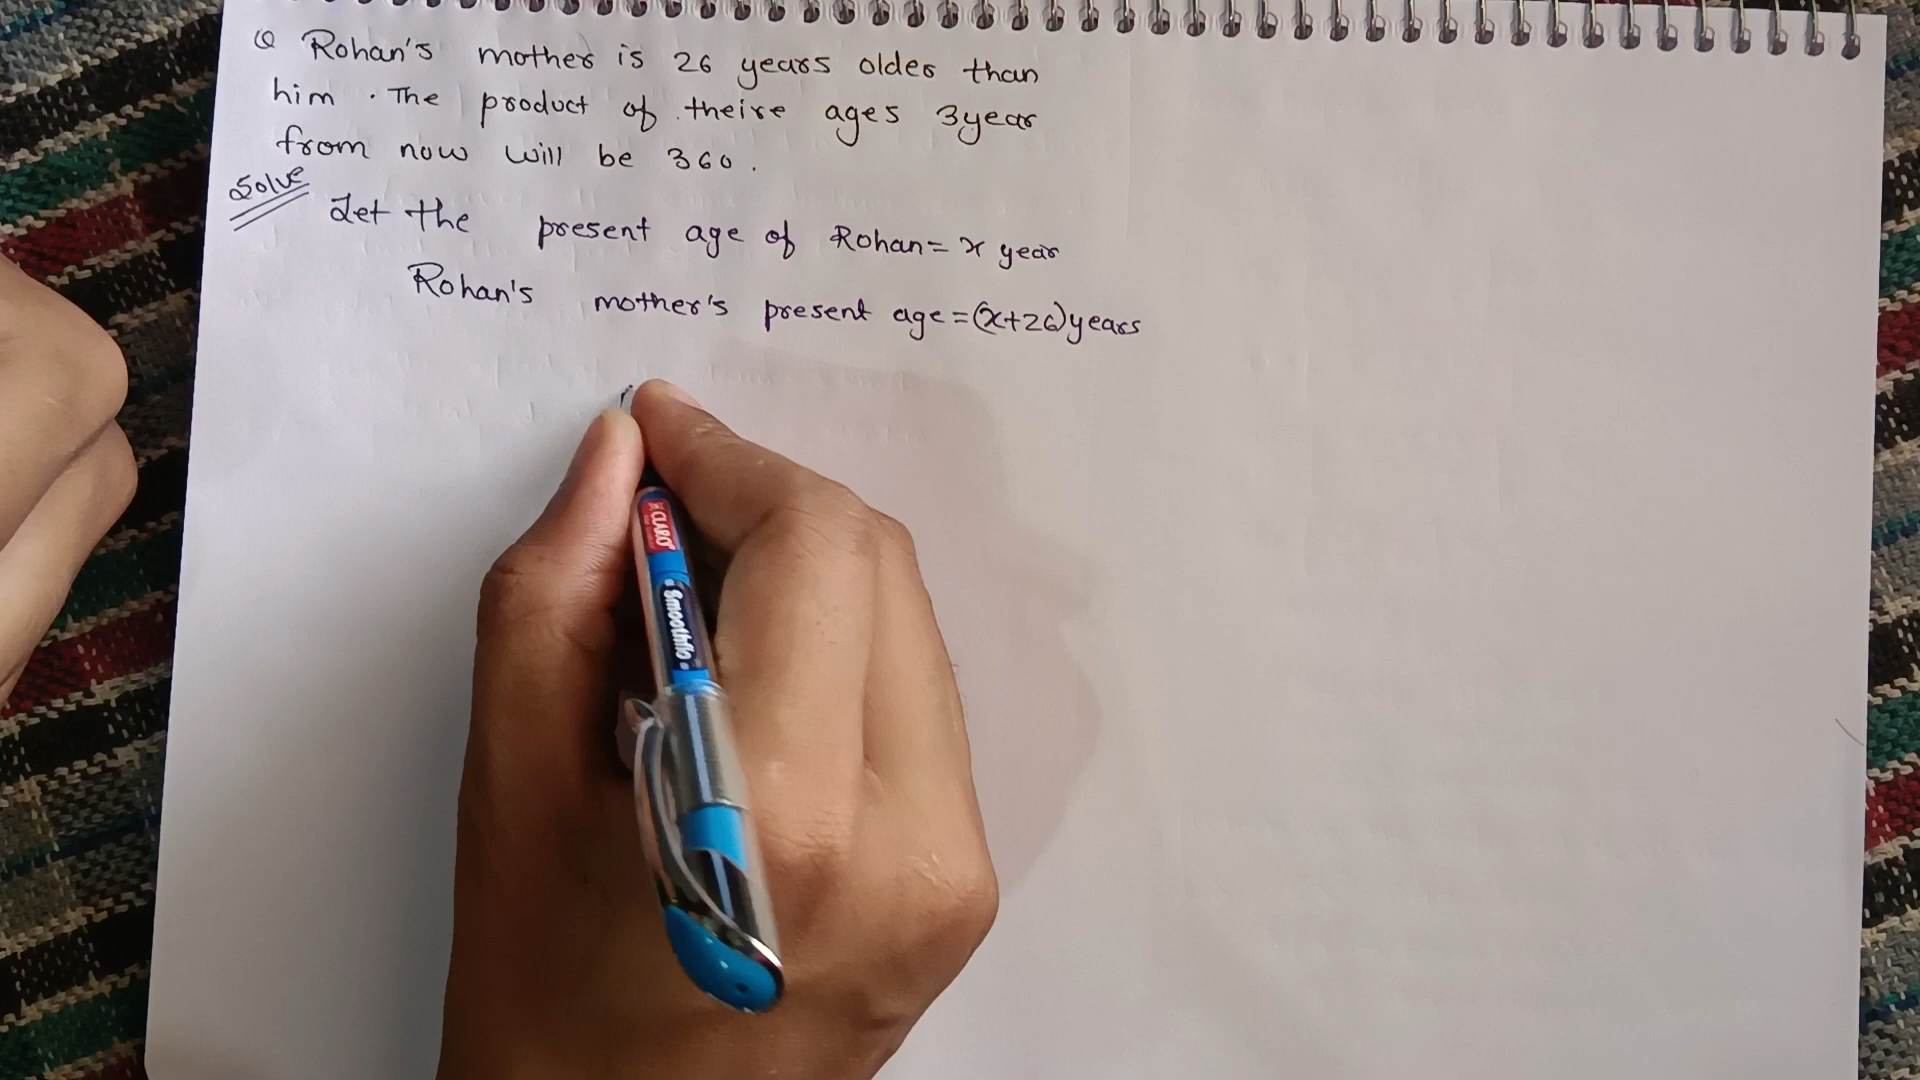 Q Rohan's mother is 26 years older than
him. The product of theire ages 3year
from now will be 360.
Solve
Let the present age of Rohan = x year
Rohan's mother's present age = (x+26) years
CLARO
Smoothflo